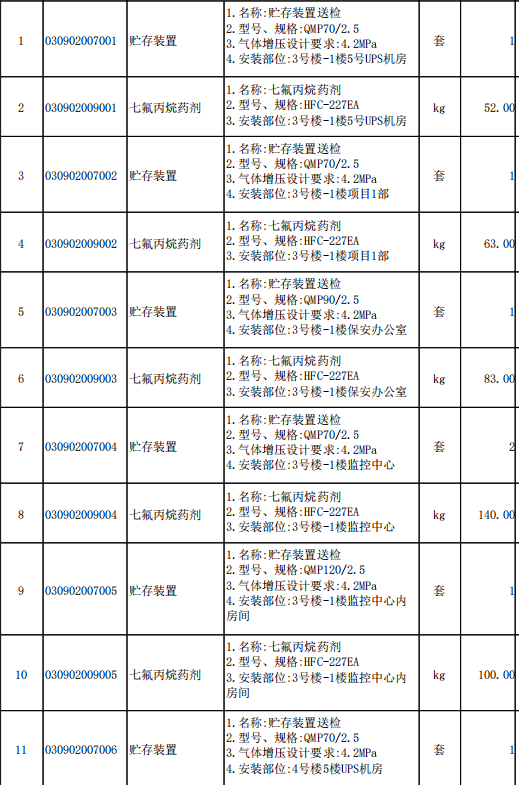 1 030902007001 贮存装置
1.名称:贮存装置送检
2.型号、规格:QMP70/2.5
3.气体增压设计要求:4.2MPa
4.安装部位:3号楼-1楼5号UPS机房
套 1
2 030902009001 七氟丙烷药剂
1.名称:七氟丙烷药剂
2.型号、规格:HFC-227EA
3.安装部位:3号楼-1楼5号UPS机房
kg 52.00
3 030902007002 贮存装置
1.名称:贮存装置送检
2.型号、规格:QMP70/2.5
3.气体增压设计要求:4.2MPa
4.安装部位:3号楼-1楼项目1部
套 1
4 030902009002 七氟丙烷药剂
1.名称:七氟丙烷药剂
2.型号、规格:HFC-227EA
3.安装部位:3号楼-1楼项目1部
kg 63.00
5 030902007003 贮存装置
1.名称:贮存装置送检
2.型号、规格:QMP90/2.5
3.气体增压设计要求:4.2MPa
4.安装部位:3号楼-1楼保安办公室
套 1
6 030902009003 七氟丙烷药剂
1.名称:七氟丙烷药剂
2.型号、规格:HFC-227EA
3.安装部位:3号楼-1楼保安办公室
kg 83.00
7 030902007004 贮存装置
1.名称:贮存装置送检
2.型号、规格:QMP70/2.5
3.气体增压设计要求:4.2MPa
4.安装部位:3号楼-1楼监控中心
套 2
8 030902009004 七氟丙烷药剂
1.名称:七氟丙烷药剂
2.型号、规格:HFC-227EA
3.安装部位:3号楼-1楼监控中心
kg 140.00
9 030902007005 贮存装置
1.名称:贮存装置送检
2.型号、规格:QMP120/2.5
3.气体增压设计要求:4.2MPa
4.安装部位:3号楼-1楼监控中心内
房间
套 1
10 030902009005 七氟丙烷药剂
1.名称:七氟丙烷药剂
2.型号、规格:HFC-227EA
3.安装部位:3号楼-1楼监控中心内
房间
kg 100.00
11 030902007006 贮存装置
1.名称:贮存装置送检
2.型号、规格:QMP70/2.5
3.气体增压设计要求:4.2MPa
4.安装部位:4号楼5楼UPS机房
套 1